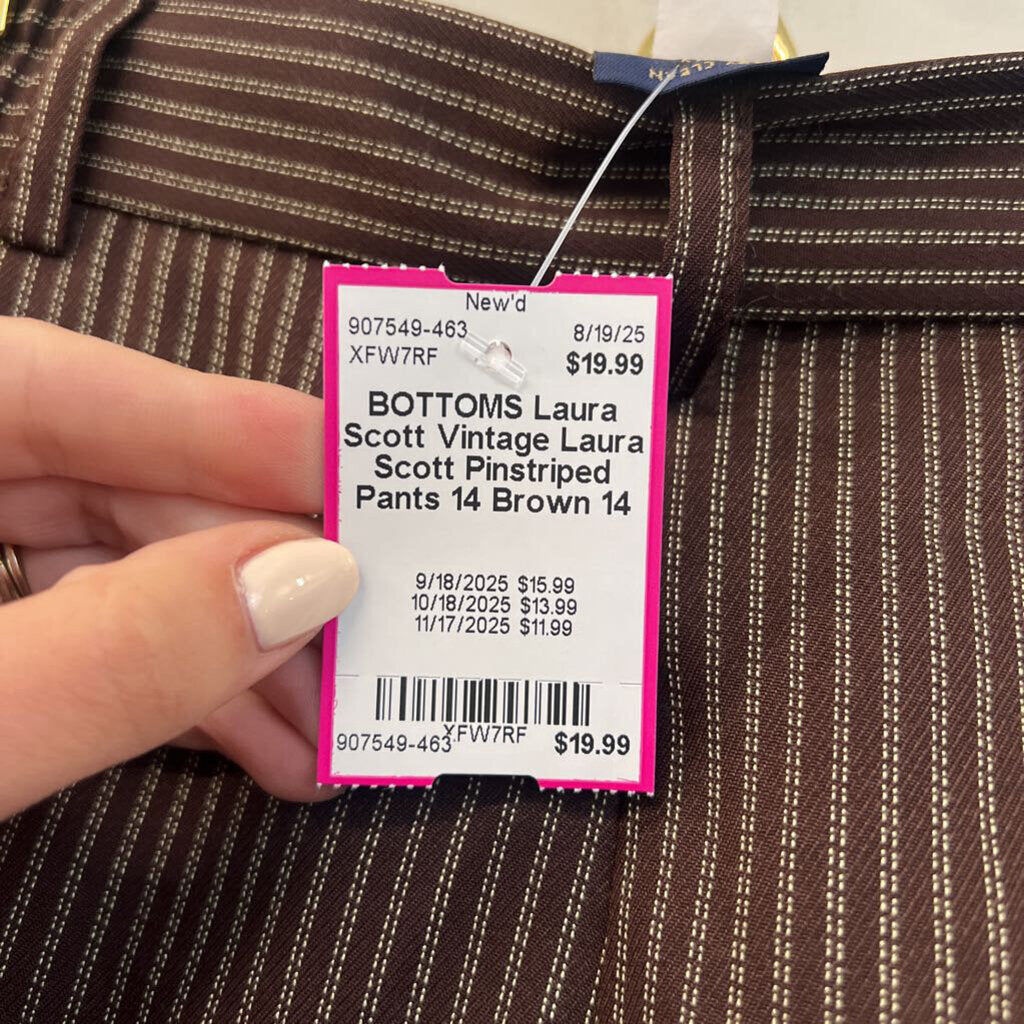 CLEAN
New'd
907549-463 8/19/25
XFW7RF $19.99
BOTTOMS Laura
Scott Vintage Laura
Scott Pinstriped
Pants 14 Brown 14
9/18/2025 $15.99
10/18/2025 $13.99
11/17/2025 $11.99
XFW7RF
907549-463 $19.99